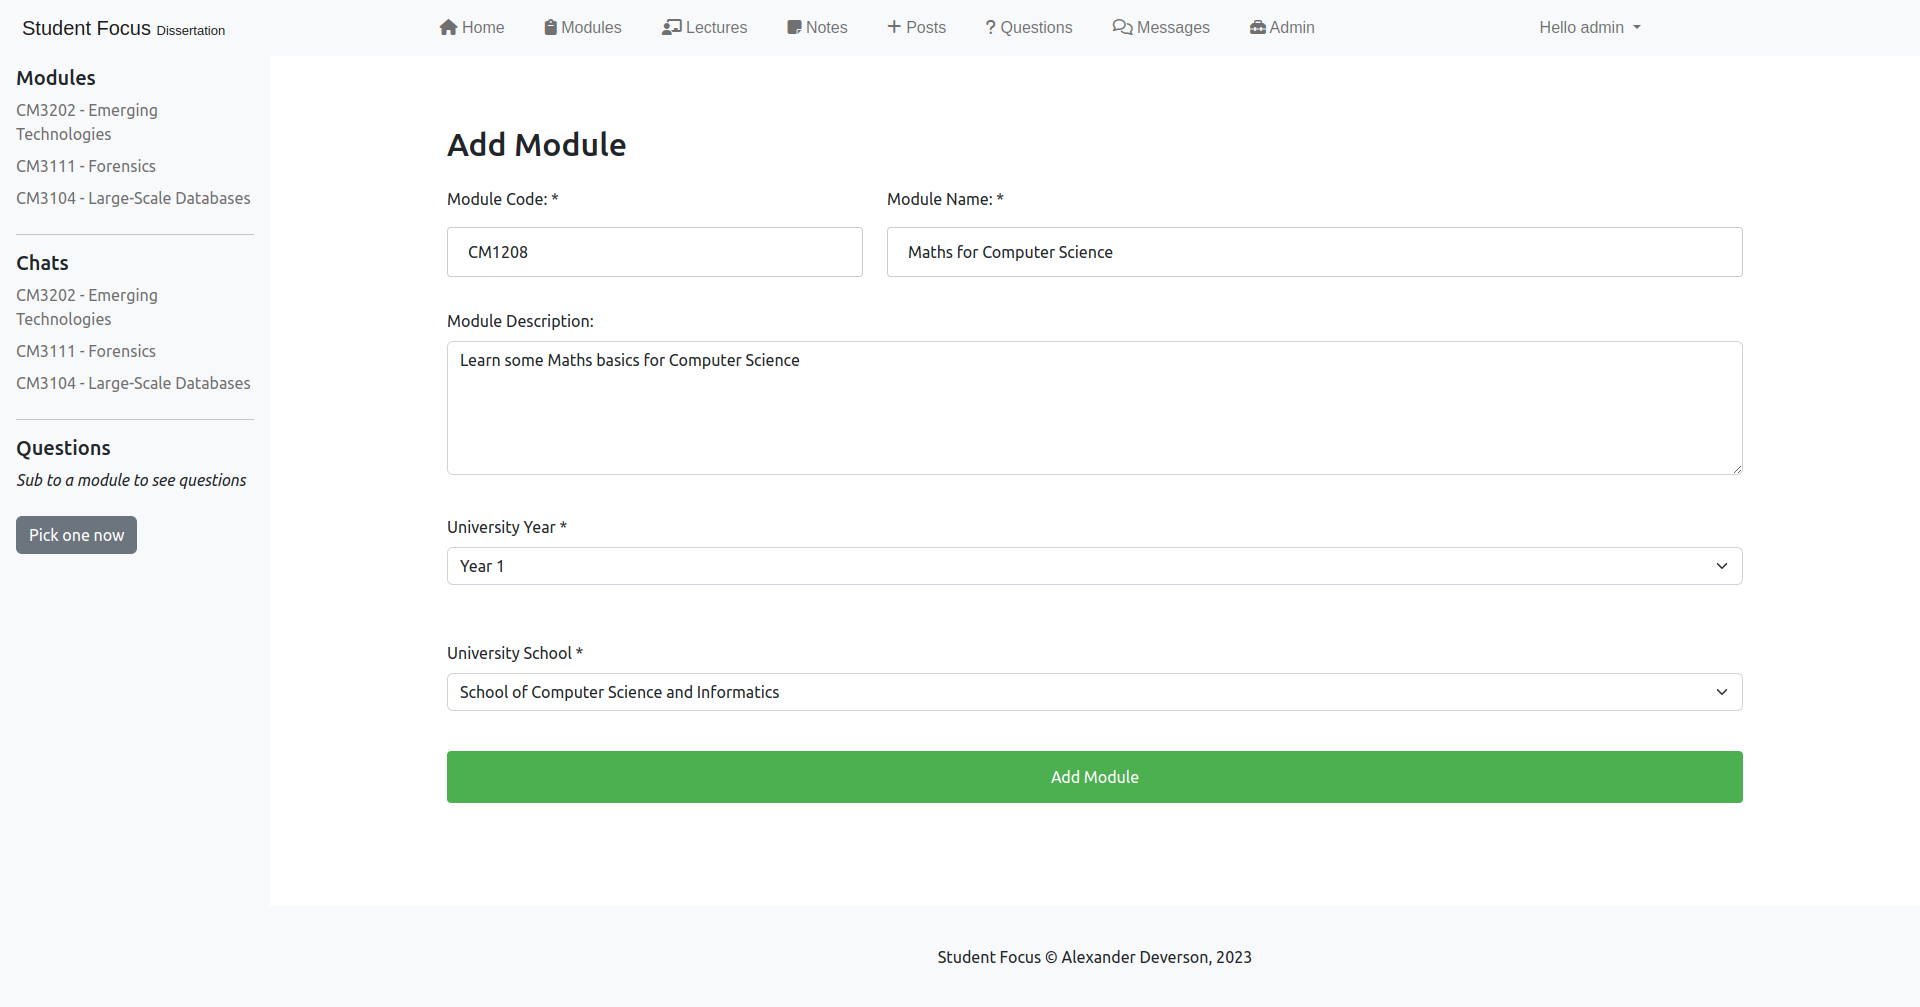 Student Focus Dissertation
Home
Modules
Lectures
Notes
Posts
Questions
Messages
Admin
Hello admin
Modules
CM3202 - Emerging
Technologies
CM3111 - Forensics
CM3104 - Large-Scale Databases
Chats
CM3202 - Emerging
Technologies
CM3111 - Forensics
CM3104 - Large-Scale Databases
Questions
Sub to a module to see questions
Pick one now
Add Module
Module Code: *
Module Name: *
CM1208
Maths for Computer Science
Module Description:
Learn some Maths basics for Computer Science
University Year *
Year 1
University School *
School of Computer Science and Informatics
Add Module
Student Focus © Alexander Deverson, 2023